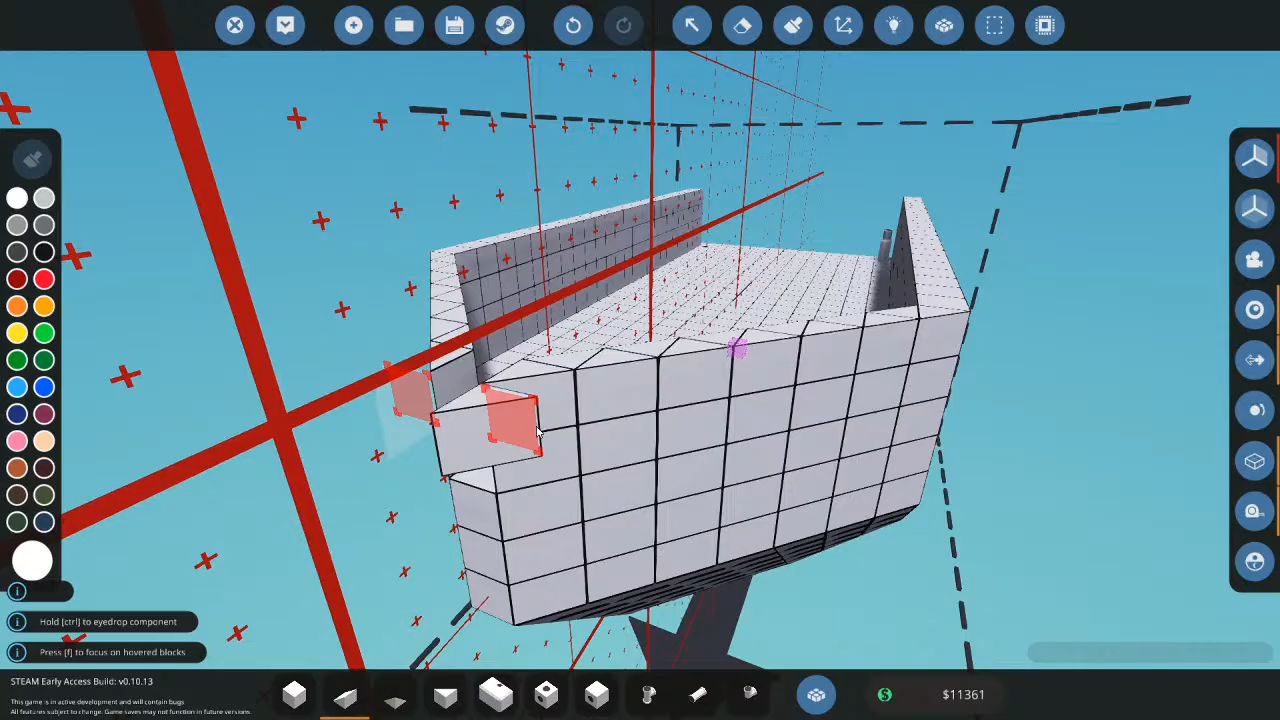 Hold [ctrl] to eyedrop component
Press [f] to focus on hovered blocks
STEAM Early Access Build: v0.10.13
This game is in active development and will contain bugs
All features subject to change. Game saves may not function in future versions
$11361